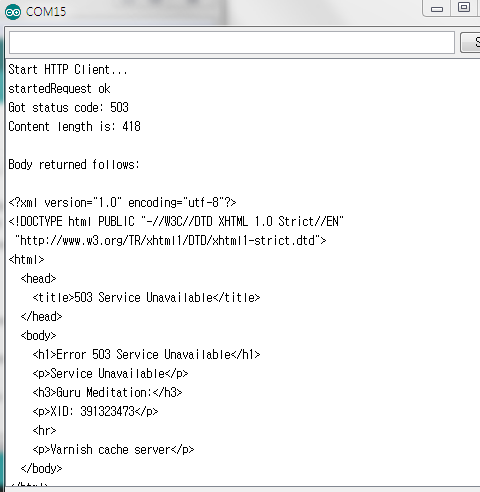 COM15
S
Start HTTP Client...
startedRequest ok
Got status code: 503
Content length is: 418
Body returned follows:
<?xml version="1.0" encoding="utf-8"?>
<!DOCTYPE html PUBLIC "-//W3C//DTD XHTML 1.0 Strict//EN"
"http://www.w3.org/TR/xhtml1/DTD/xhtml1-strict.dtd">
<html>
<head>
<title>503 Service Unavailable</title>
</head>
<body>
<h1>Error 503 Service Unavailable</h1>
<p>Service Unavailable</p>
<h3>Guru Meditation:</h3>
<p>XID: 391323473</p>
<hr>
<p>Varnish cache server</p>
</body>
</html>